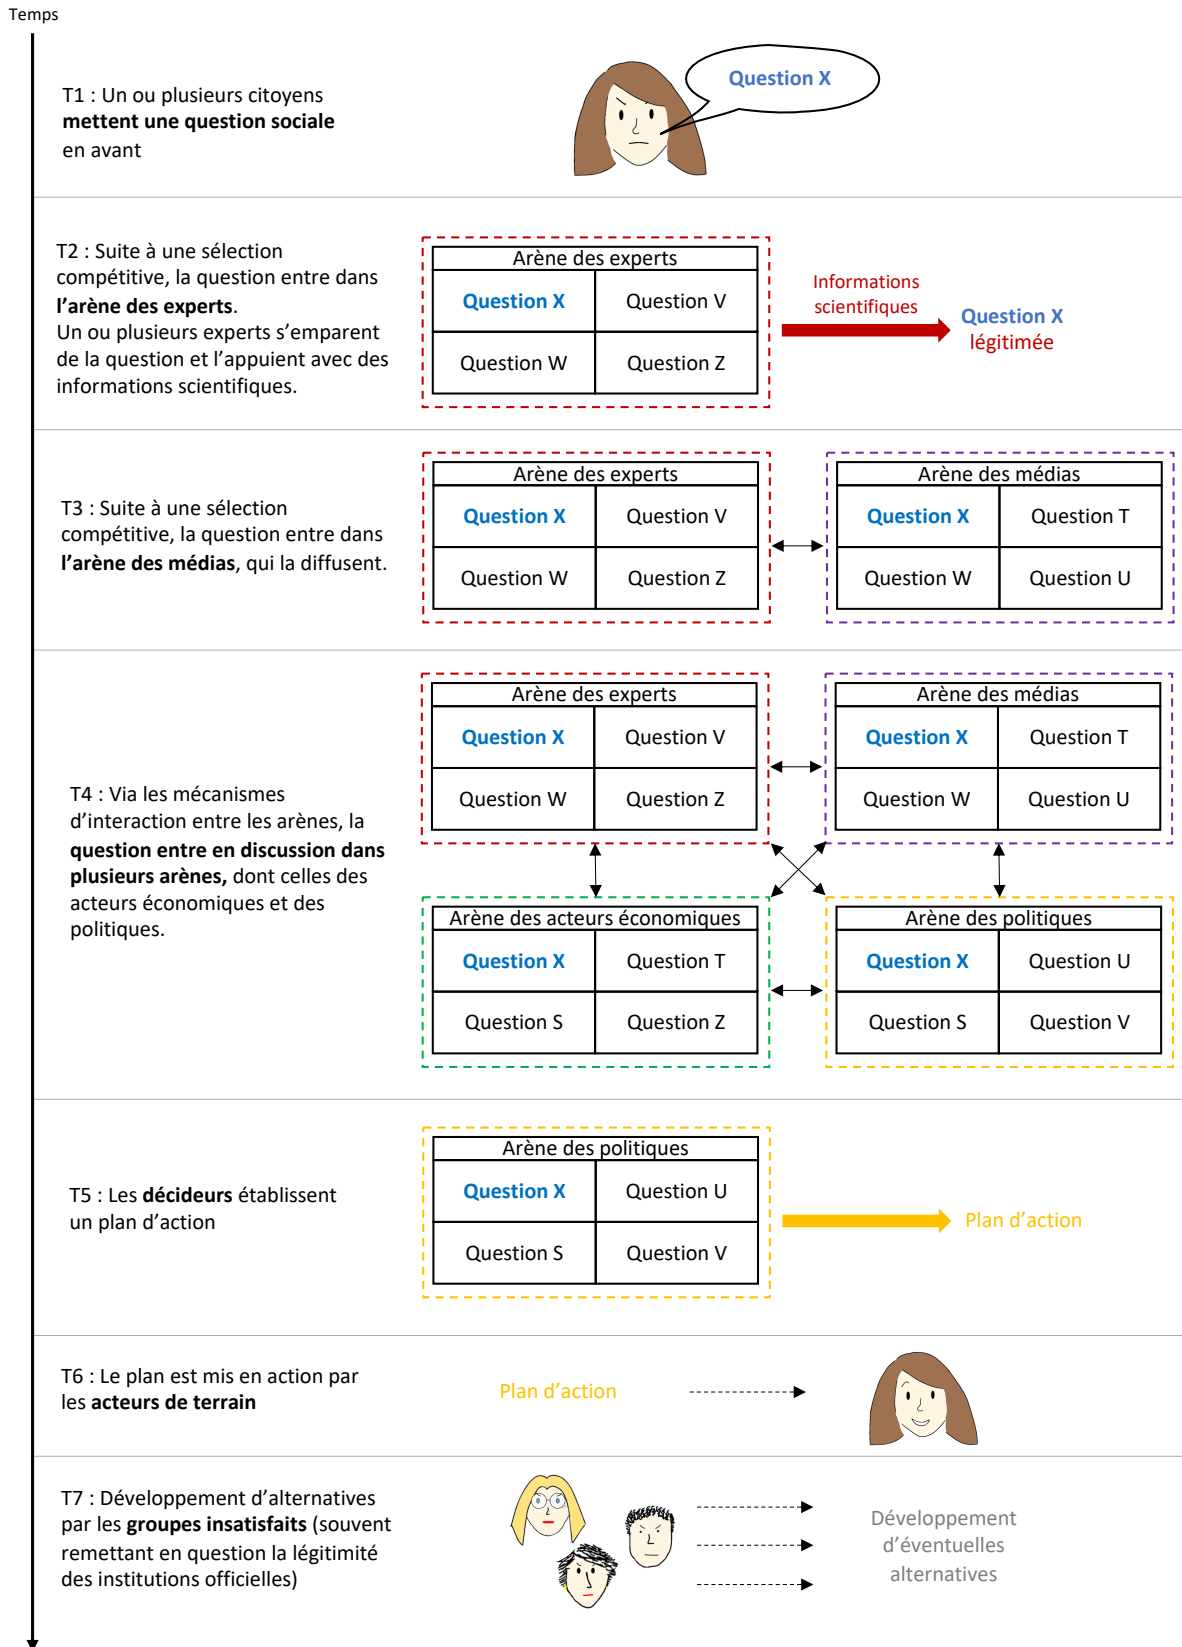 Temps
T1 : Un ou plusieurs citoyens
mettent une question sociale
en avant
Question X
T2 : Suite à une sélection
compétitive, la question entre dans
l’arène des experts.
Un ou plusieurs experts s’emparent
de la question et l’appuient avec des
informations scientifiques.
Arène des experts
Question X
Question V
Question W
Question Z
Informations
scientifiques
Question X
légitimée
T3 : Suite à une sélection
compétitive, la question entre dans
l’arène des médias, qui la diffusent.
Arène des experts
Question X
Question V
Question W
Question Z
Arène des médias
Question X
Question T
Question W
Question U
T4 : Via les mécanismes
d’interaction entre les arènes, la
question entre en discussion dans
plusieurs arènes, dont celles des
acteurs économiques et des
politiques.
Arène des experts
Question X
Question V
Question W
Question Z
Arène des médias
Question X
Question T
Question W
Question U
Arène des acteurs économiques
Question X
Question T
Question S
Question Z
Arène des politiques
Question X
Question U
Question S
Question V
T5 : Les décideurs établissent
un plan d’action
Arène des politiques
Question X
Question U
Question S
Question V
Plan d’action
T6 : Le plan est mis en action par
les acteurs de terrain
Plan d’action
T7 : Développement d’alternatives
par les groupes insatisfaits (souvent
remettant en question la légitimité
des institutions officielles)
Développement
d’éventuelles
alternatives